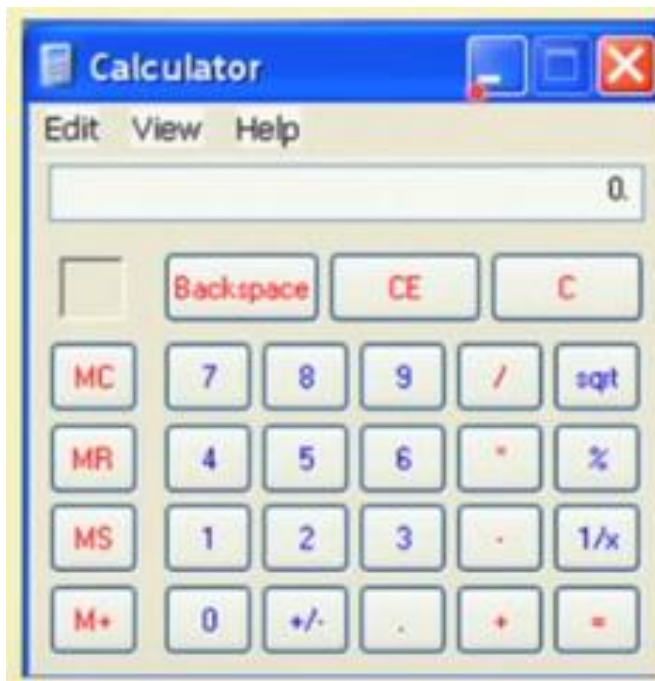 Calculator
Edit View Help
0.
Backspace CE C
MC 7 8 9 / sqrt
MR 4 5 6 * %
MS 1 2 3 - 1/x
M+ 0 +/- . + =